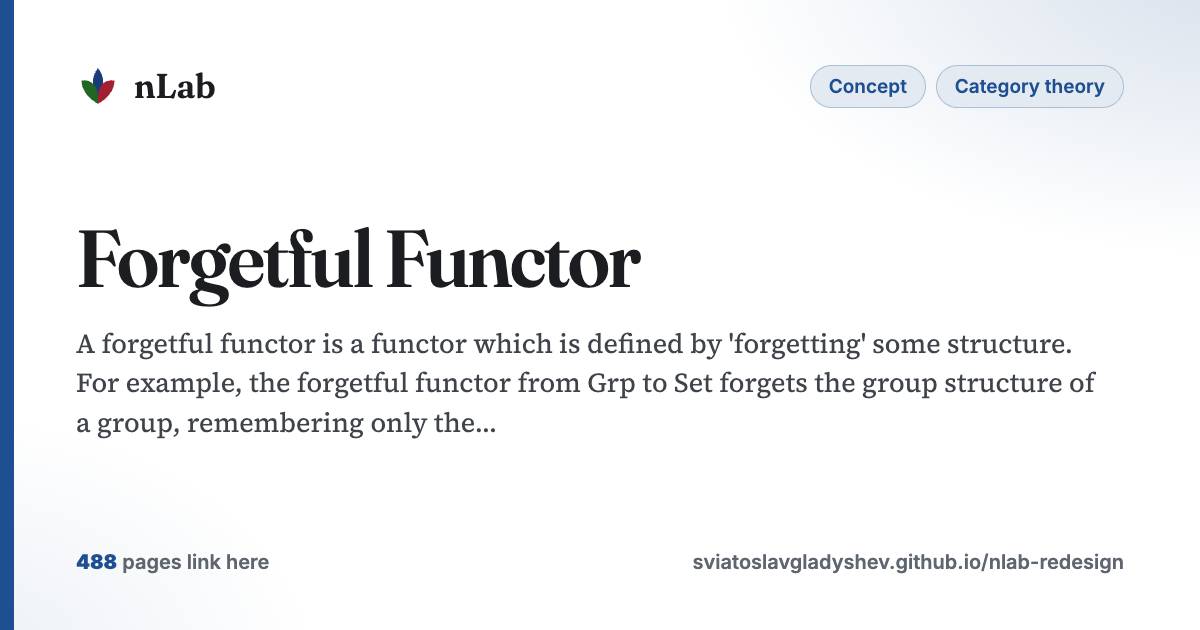 nLab
Concept
Category theory
Forgetful Functor
A forgetful functor is a functor which is defined by 'forgetting' some structure.
For example, the forgetful functor from Grp to Set forgets the group structure of
a group, remembering only the...
488 pages link here
sviatoslavgladyshev.github.io/nlab-redesign